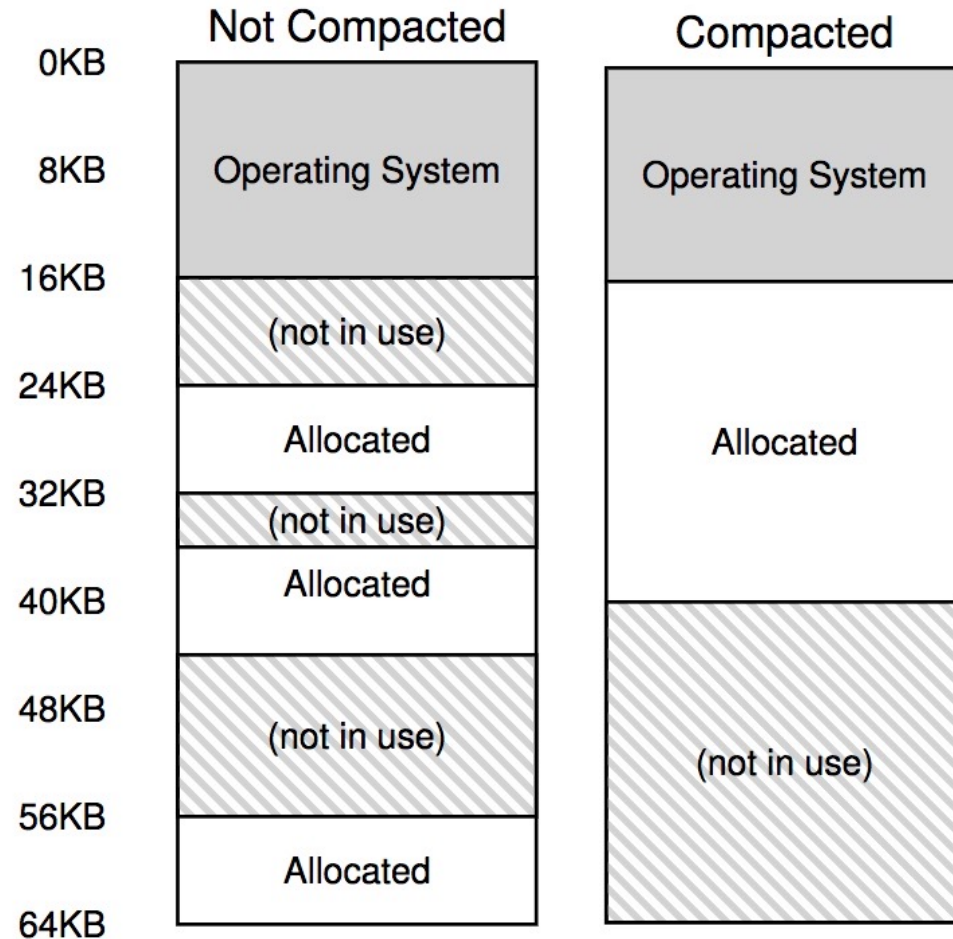 Not Compacted
Compacted
0KB
8KB
16KB
24KB
32KB
40KB
48KB
56KB
64KB
Operating System
(not in use)
Allocated
(not in use)
Allocated
(not in use)
Allocated
Operating System
Allocated
(not in use)